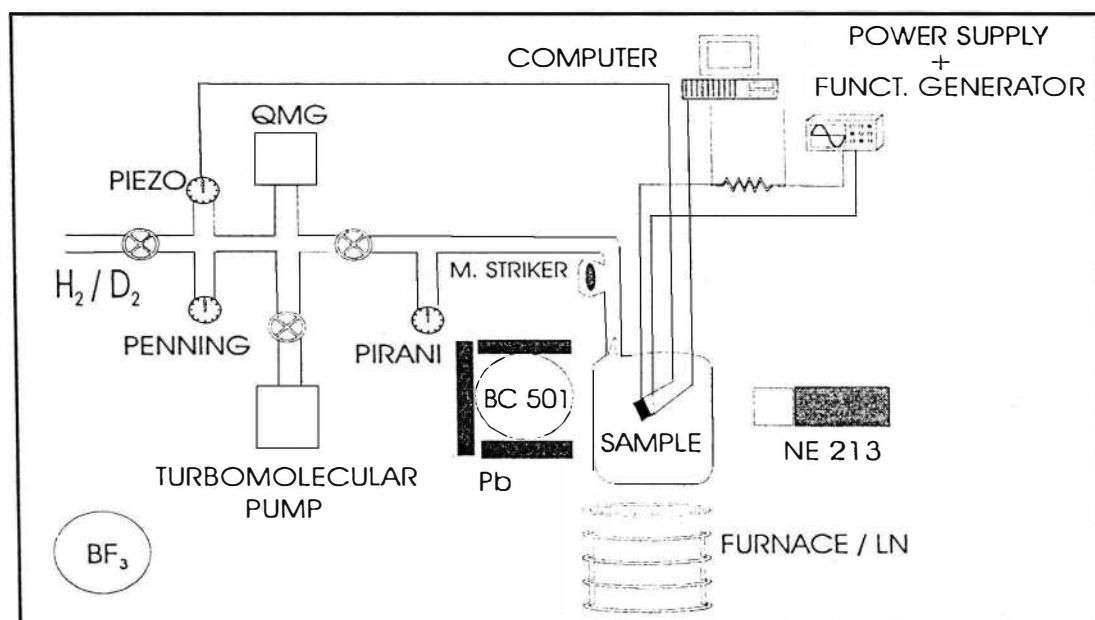 COMPUTER
POWER SUPPLY
+
FUNCT. GENERATOR
QMG
PIEZO
H₂ / D₂
M. STRIKER
PENNING
PIRANI
BC 501
SAMPLE
NE 213
TURBOMOLECULAR
PUMP
Pb
BF₃
FURNACE / LN